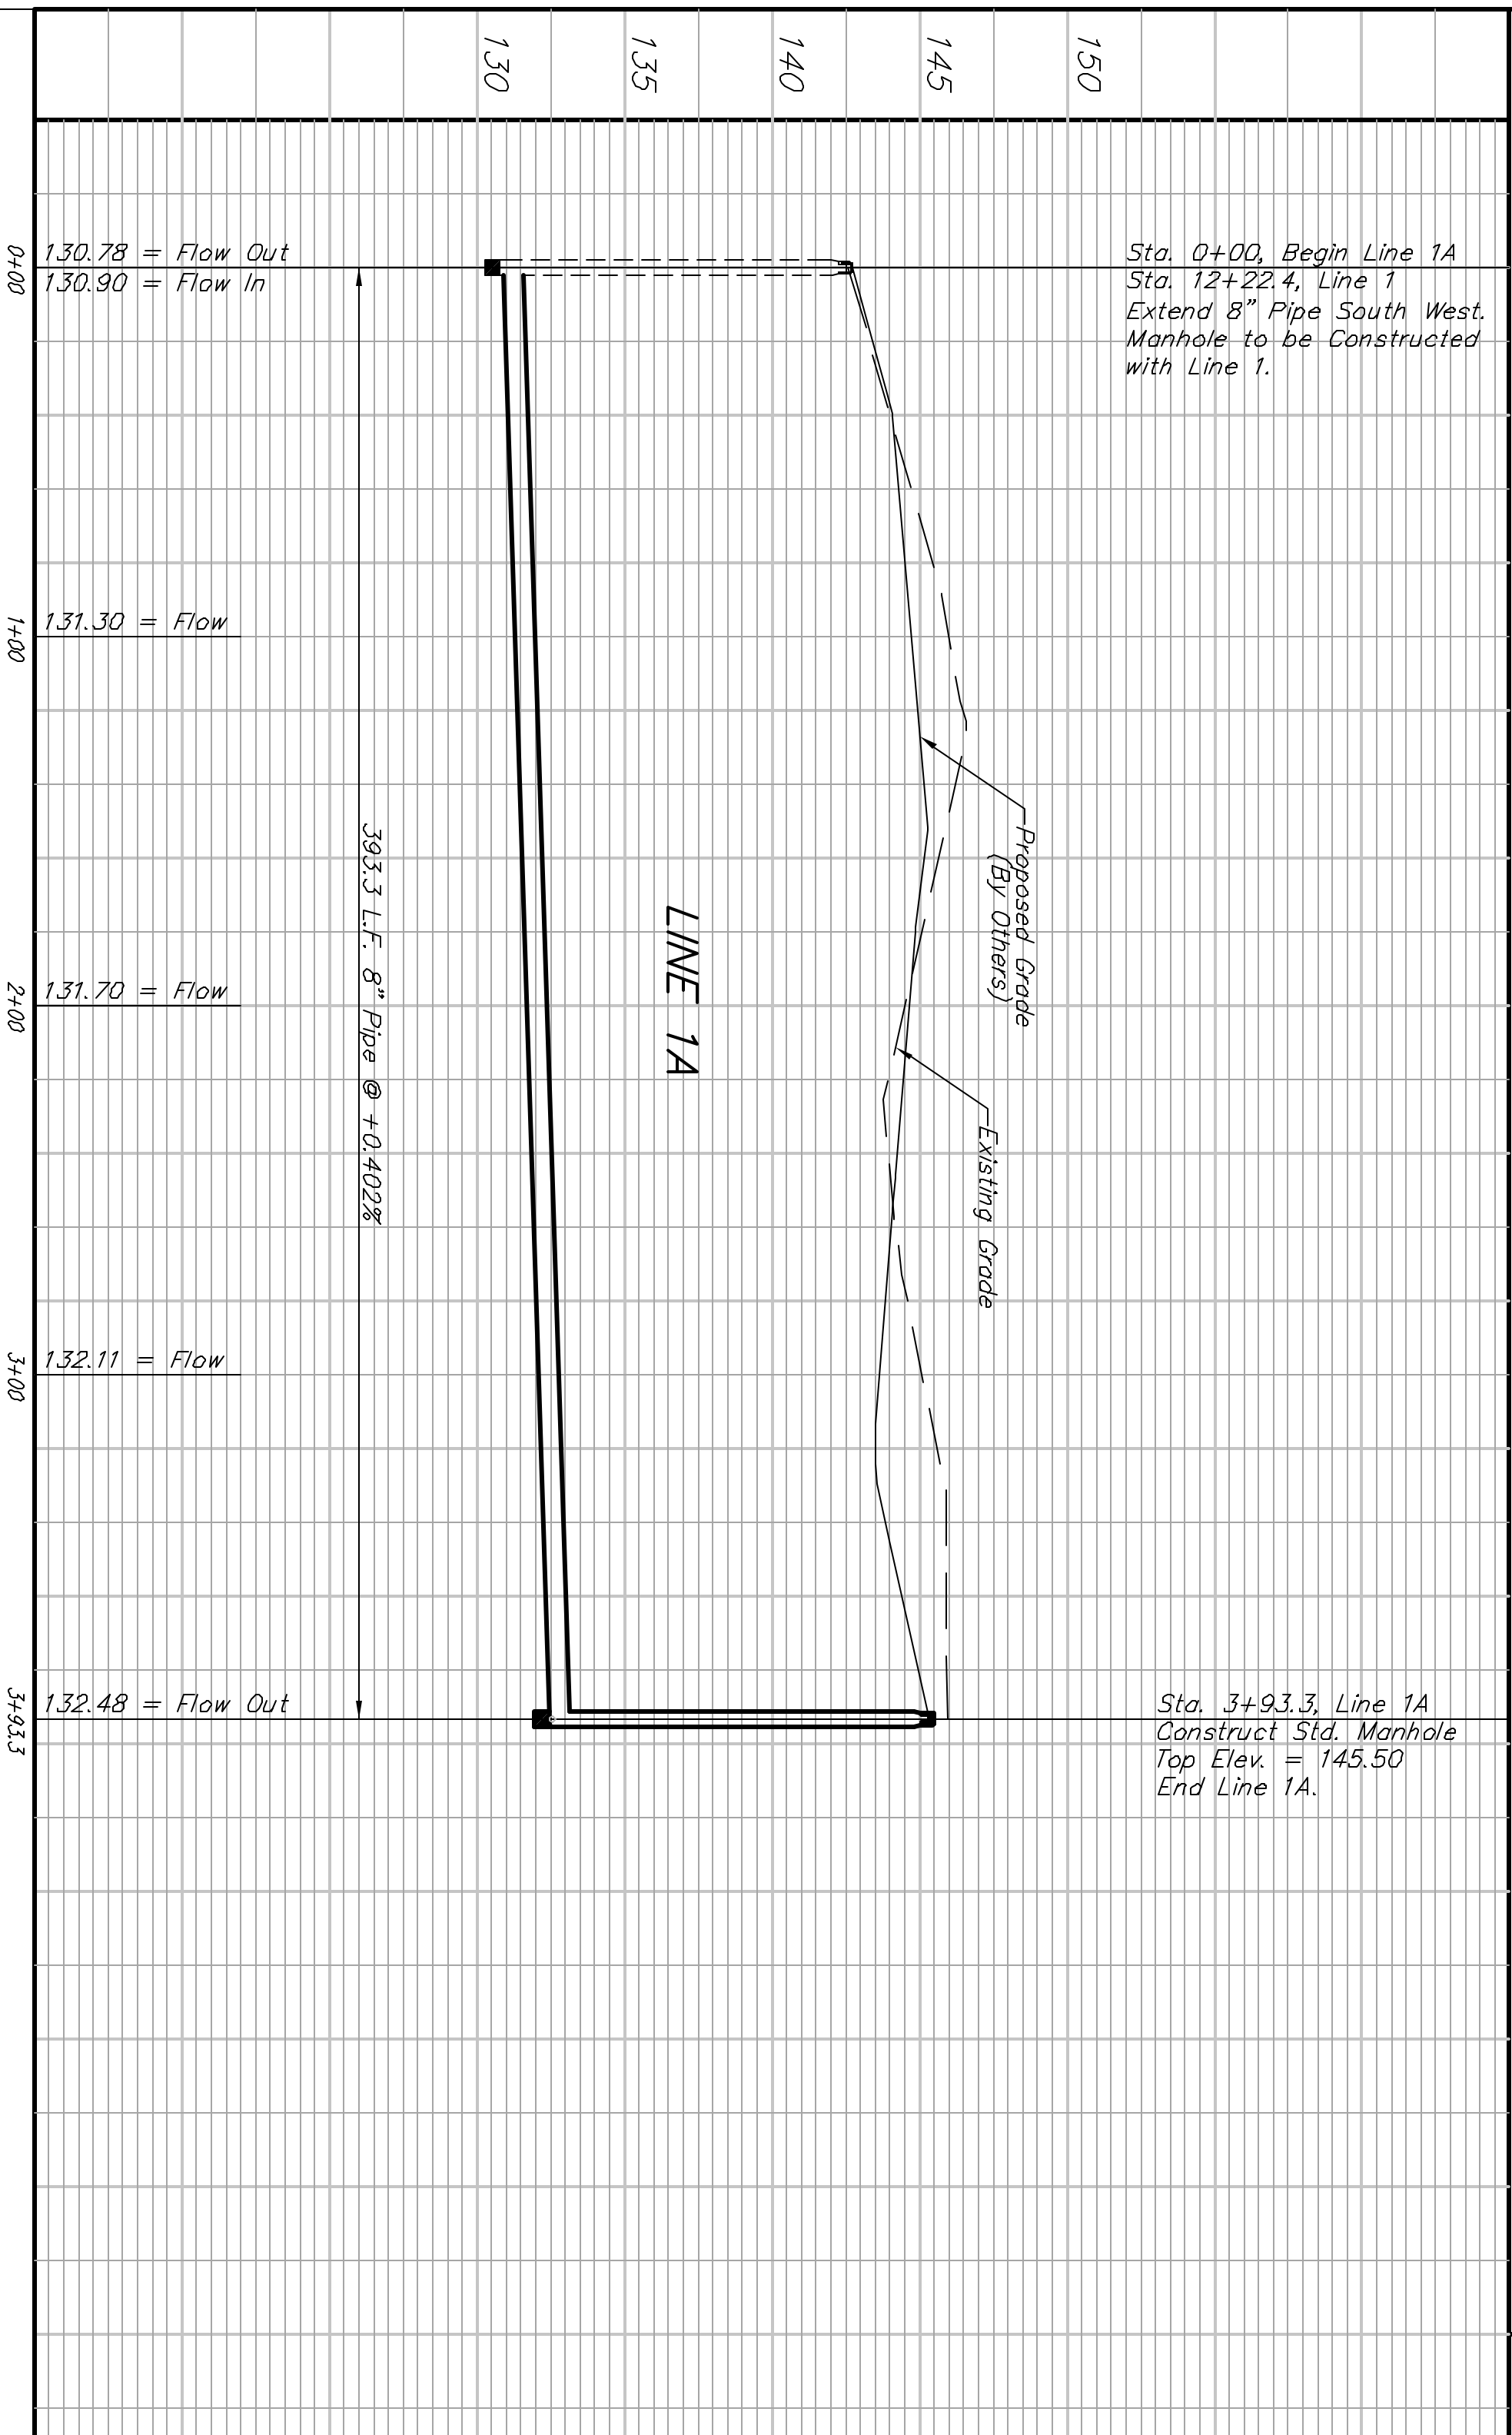 130
135
140
145
150
130.78 = Flow Out
130.90 = Flow In
Sta. 0+00, Begin Line 1A
Sta. 12+22.4, Line 1
Extend 8" Pipe South West.
Manhole to be Constructed
with Line 1.
0+00
131.30 = Flow
1+00
Proposed Grade
(By Others)
393.3 L.F. 8" Pipe @ +0.402%
LINE 1A
131.70 = Flow
2+00
Existing Grade
132.11 = Flow
3+00
132.48 = Flow Out
3+93.3
Sta. 3+93.3, Line 1A
Construct Std. Manhole
Top Elev. = 145.50
End Line 1A.